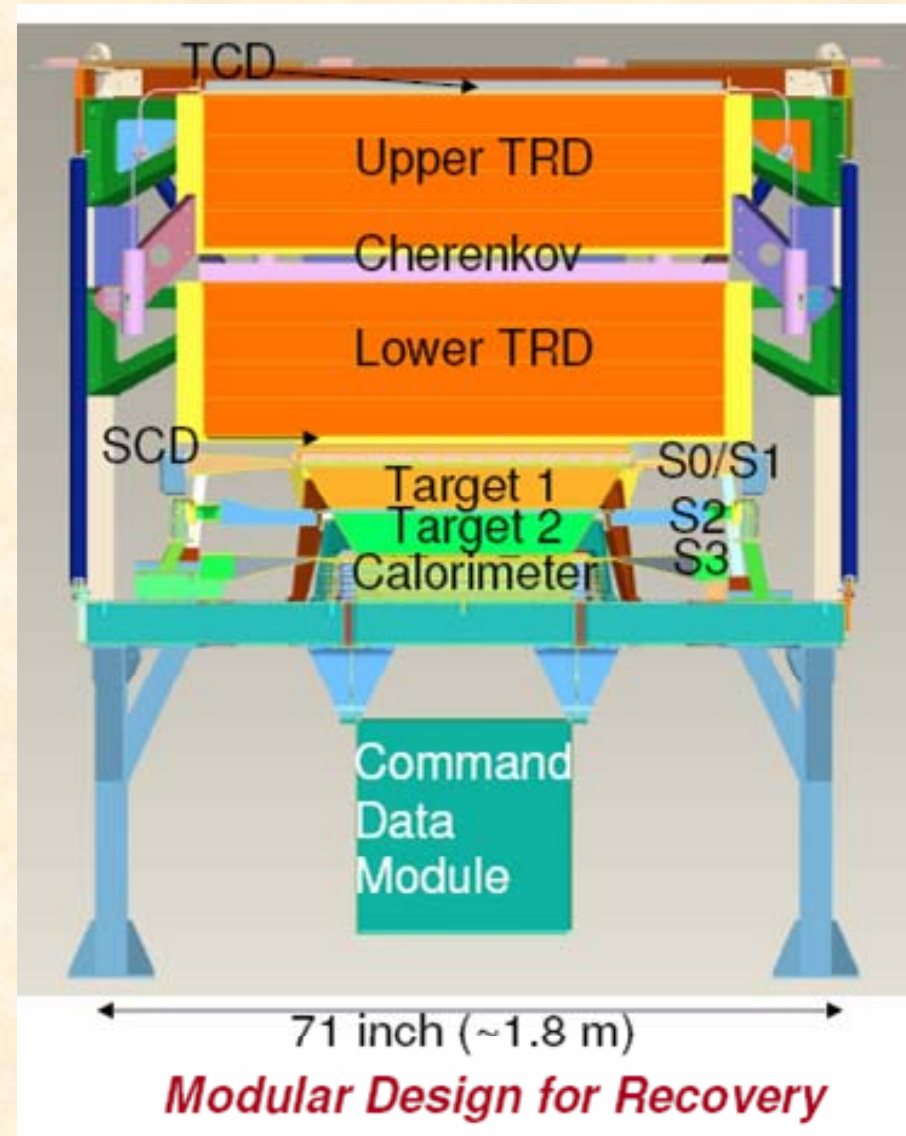 TCD
Upper TRD
Cherenkov
Lower TRD
SCD
S0/S1
Target 1
Target 2
S2
S3
Calorimeter
Command
Data
Module
71 inch (~1.8 m)
Modular Design for Recovery